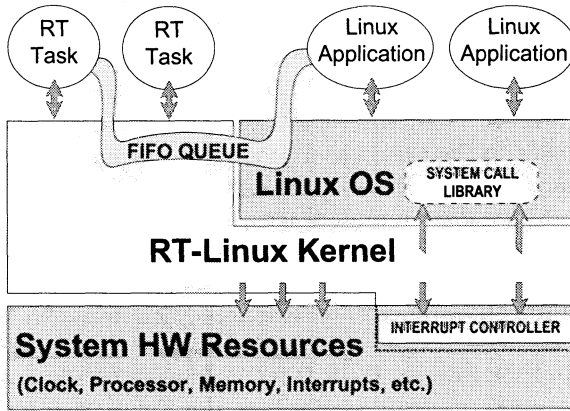 RT
Task
RT
Task
Linux
Application
Linux
Application
FIFO QUEUE
Linux OS
SYSTEM CALL
LIBRARY
RT-Linux Kernel
INTERRUPT CONTROLLER
System HW Resources
(Clock, Processor, Memory, Interrupts, etc.)